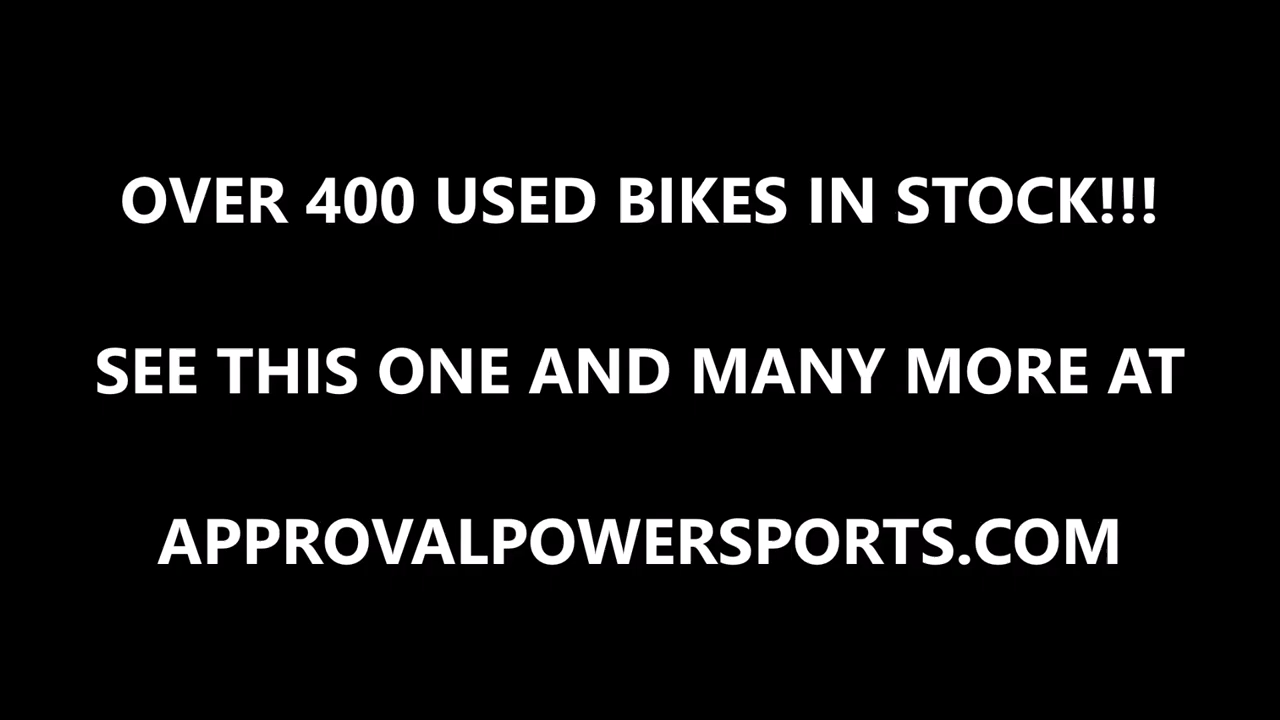 OVER 400 USED BIKES IN STOCK!!!
SEE THIS ONE AND MANY MORE AT
APPROVALPOWERSPORTS.COM